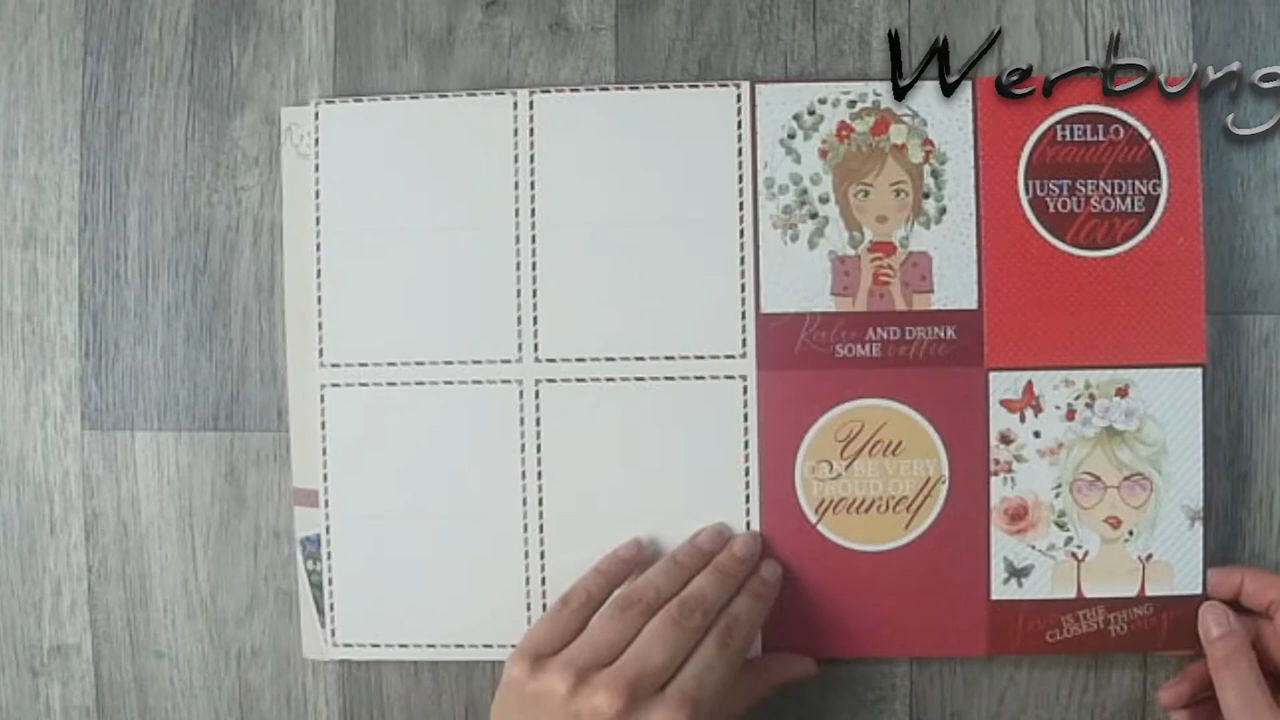 Werbung
HELLO
beautiful
JUST SENDING
YOU SOME
love
Relax AND DRINK
SOME coffee
You
CAN BE VERY
PROUD OF
yourself
IS THE
CLOSEST THING
TO